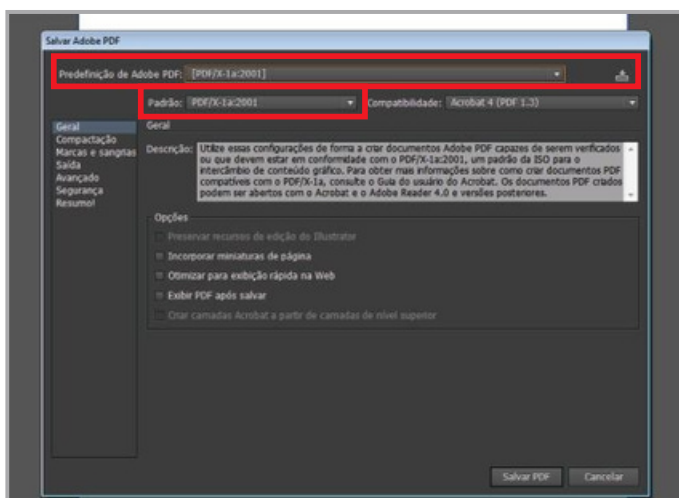 Salvar Adobe PDF
Predefinição de Adobe PDF: [PDF/X-1a:2001]
Padrão: PDF/X-1a:2001 Compatibilidade: Acrobat 4 (PDF 1.3)
Geral
Compactação
Marcas e sangrias
Saída
Avançado
Segurança
Resumo!
Geral
Descrição: Utilize essas configurações de forma a criar documentos Adobe PDF capazes de serem verificados
ou que devem estar em conformidade com o PDF/X-1a:2001, um padrão da ISO para o
intercâmbio de conteúdo gráfico. Para obter mais informações sobre como criar documentos PDF
compatíveis com o PDF/X-1a, consulte o Guia do usuário do Acrobat. Os documentos PDF criados
podem ser abertos com o Acrobat e o Adobe Reader 4.0 e versões posteriores.
Opções
Preservar recursos de edição do Illustrator
Incorporar miniaturas de página
Otimizar para exibição rápida na Web
Exibir PDF após salvar
Criar camadas Acrobat a partir de camadas de nível superior
Salvar PDF Cancelar